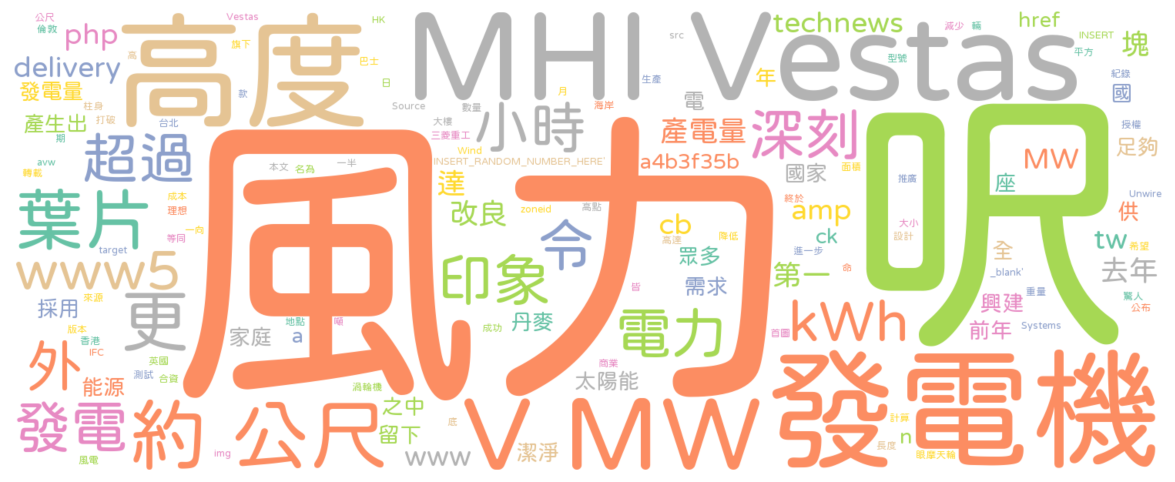 公尺
倫敦
php
delivery
發電量
產生出
期
avw
轉載
葉片
target
www5
採用
來源
版本
香港
IFC
外
能源
發電
風電
高度
高
旗下
款
柱身
打破
台北
超過
成本
理想
一向
等同
更
英國
測試
合資
約
公尺
img
Vestas
HK
巴士
日
MHI Vestas
Source
數量
大樓
三菱重工
小時
月
海岸
Wind
INSERT_RANDOM_NUMBER_HERE'
本文
名為
一半
風力
家庭
地點
a
嘴
渦輪機
達
改良
印象
zoneid
高點
令
成功
丹麥
之中
留下
底
www
VMW
潔淨
商業
太陽能
電力
皆
cb
高達
降低
眾多
需求
src
生產
電
產電量
a4b3f35b
technews
年
型號
減少
輛
href
INSERT
平方
塊
紀錄
國
深刻
國家
面積
終於
amp
ck
進一步
第一
命
首圖
kWh
推廣
大小
設計
呎
MW
座
全
_blank'
重量
興建
前年
Systems
授權
足夠
Unwire
供
tw
希望
去年
驚人
公布
發電機
計算
n
長度
眼摩天輪